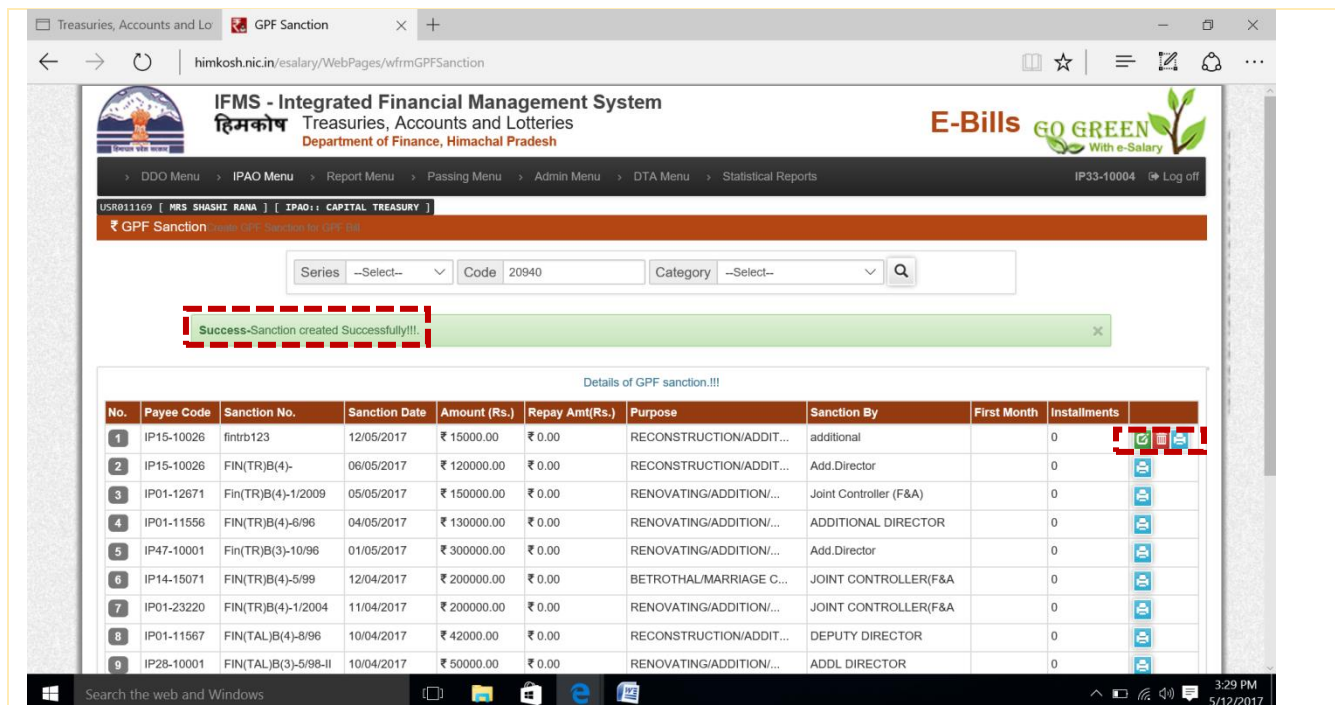 Treasuries, Accounts and Lo
GPF Sanction
himkosh.nic.in/esalary/WebPages/wfrmGPFSanction
IFMS - Integrated Financial Management System
हिमकोष Treasuries, Accounts and Lotteries
Department of Finance, Himachal Pradesh
E-Bills GO GREEN
With e-Salary
हिमाचल प्रदेश सरकार
› DDO Menu › IPAO Menu › Report Menu › Passing Menu › Admin Menu › DTA Menu › Statistical Reports IP33-10004 Log off
USR011169 [ MRS SHASHI RANA ] [ IPAO:: CAPITAL TREASURY ]
₹ GPF Sanction Create GPF Sanction for GPF Bill
Series --Select-- Code 20940 Category --Select--
Success-Sanction created Successfully!!!. ×
Details of GPF sanction.!!!
No. Payee Code Sanction No. Sanction Date Amount (Rs.) Repay Amt(Rs.) Purpose Sanction By First Month Installments
1 IP15-10026 fintrb123 12/05/2017 ₹ 15000.00 ₹ 0.00 RECONSTRUCTION/ADDIT... additional 0
2 IP15-10026 FIN(TR)B(4)- 06/05/2017 ₹ 120000.00 ₹ 0.00 RECONSTRUCTION/ADDIT... Add.Director 0
3 IP01-12671 Fin(TR)B(4)-1/2009 05/05/2017 ₹ 150000.00 ₹ 0.00 RENOVATING/ADDITION/... Joint Controller (F&A) 0
4 IP01-11556 FIN(TR)B(4)-6/96 04/05/2017 ₹ 130000.00 ₹ 0.00 RENOVATING/ADDITION/... ADDITIONAL DIRECTOR 0
5 IP47-10001 Fin(TR)B(3)-10/96 01/05/2017 ₹ 300000.00 ₹ 0.00 RENOVATING/ADDITION/... Add.Director 0
6 IP14-15071 FIN(TR)B(4)-5/99 12/04/2017 ₹ 200000.00 ₹ 0.00 BETROTHAL/MARRIAGE C... JOINT CONTROLLER(F&A 0
7 IP01-23220 FIN(TR)B(4)-1/2004 11/04/2017 ₹ 200000.00 ₹ 0.00 RENOVATING/ADDITION/... JOINT CONTROLLER(F&A 0
8 IP01-11567 FIN(TAL)B(4)-8/96 10/04/2017 ₹ 42000.00 ₹ 0.00 RECONSTRUCTION/ADDIT... DEPUTY DIRECTOR 0
9 IP28-10001 FIN(TAL)B(3)-5/98-II 10/04/2017 ₹ 50000.00 ₹ 0.00 RENOVATING/ADDITION/... ADDL DIRECTOR 0
Search the web and Windows
3:29 PM
5/12/2017